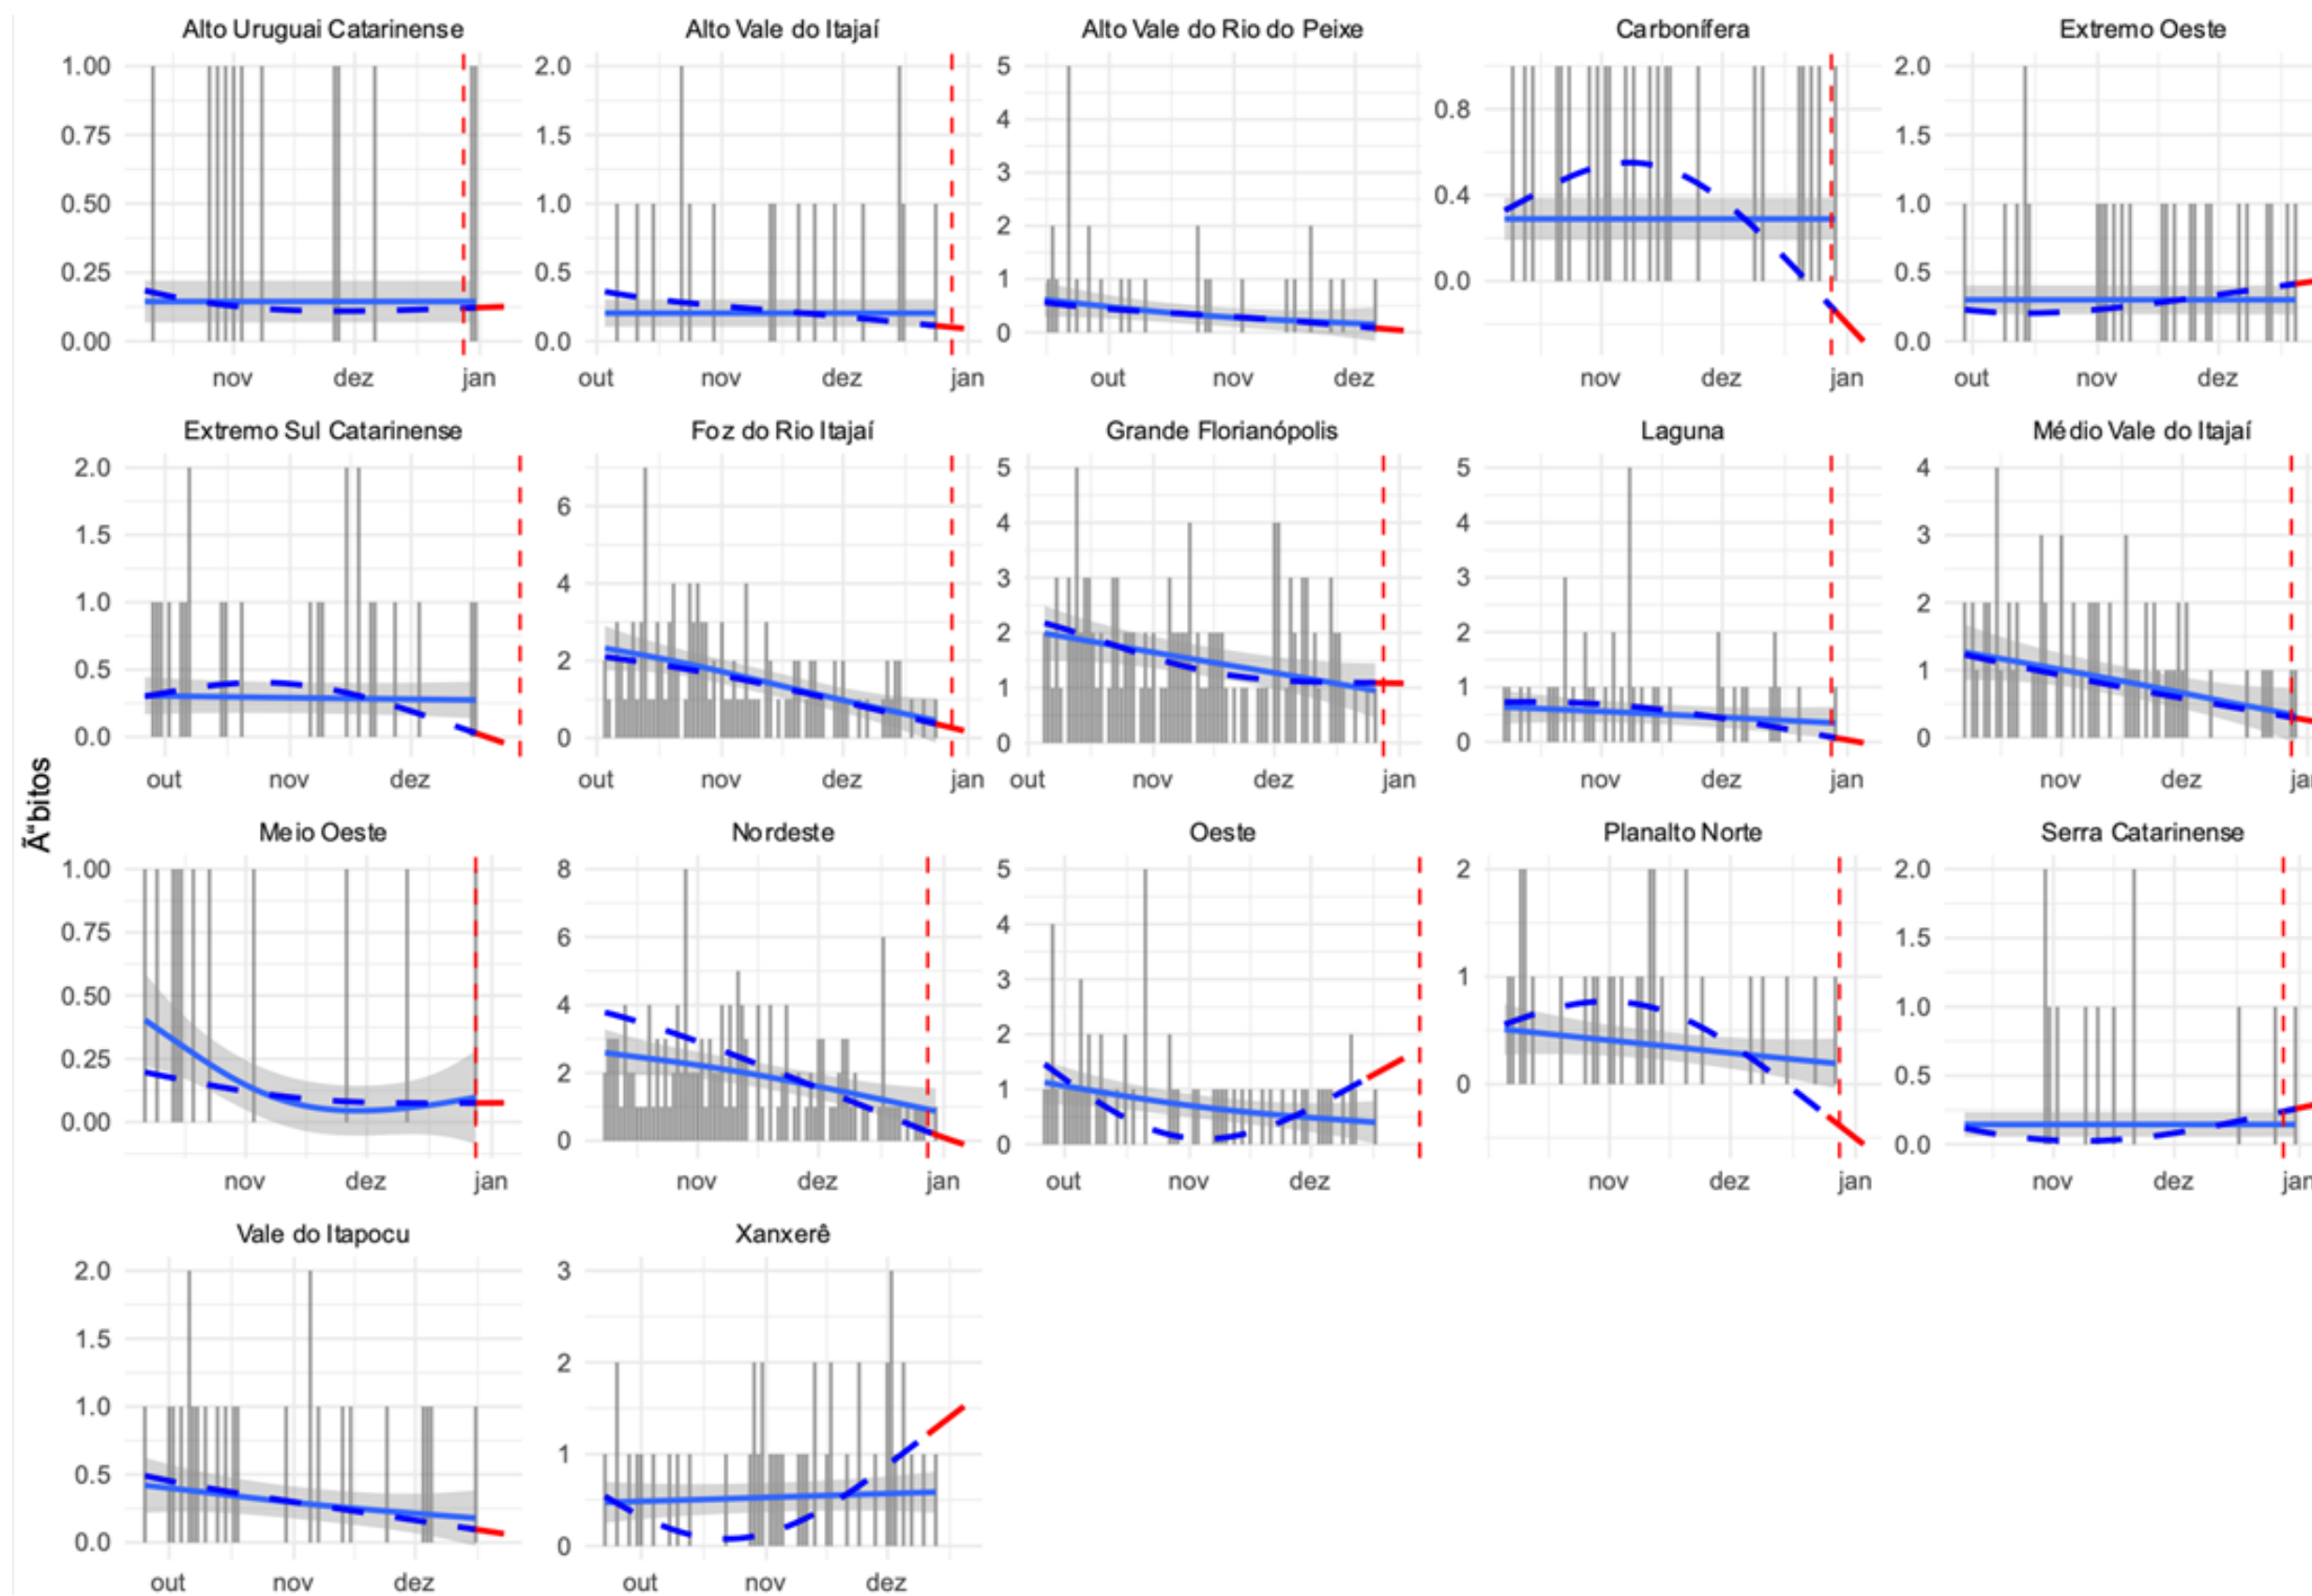 Alto Uruguai Catarinense Alto Vale do Itajaí Alto Vale do Rio do Peixe Carbonífera Extremo Oeste
1.00 2.0 5 0.8 2.0
0.75 1.5 4 0.4 1.5
0.50 1.0 3 0.0 1.0
0.25 0.5 2 0.5
0.00 0.0 1 0.0
0
nov dez jan out nov dez jan out nov dez nov dez jan out nov dez
Extremo Sul Catarinense Foz do Rio Itajaí Grande Florianópolis Laguna Médio Vale do Itajaí
2.0 6 5 5 4
1.5 4 4 4 3
1.0 2 3 3 2
0.5 0 2 2 1
0.0 1 1 0
0 0
out nov dez out nov dez jan out nov dez jan nov dez jan nov dez jan
Ã“bitos
Meio Oeste Nordeste Oeste Planalto Norte Serra Catarinense
1.00 8 5 2 2.0
0.75 6 4 1 1.5
0.50 4 3 0 1.0
0.25 2 2 0.5
0.00 0 1 0.0
0
nov dez jan nov dez jan out nov dez nov dez jan nov dez jan
Vale do Itapocu Xanxerê
2.0 3
1.5 2
1.0 1
0.5 0
0.0
out nov dez out nov dez